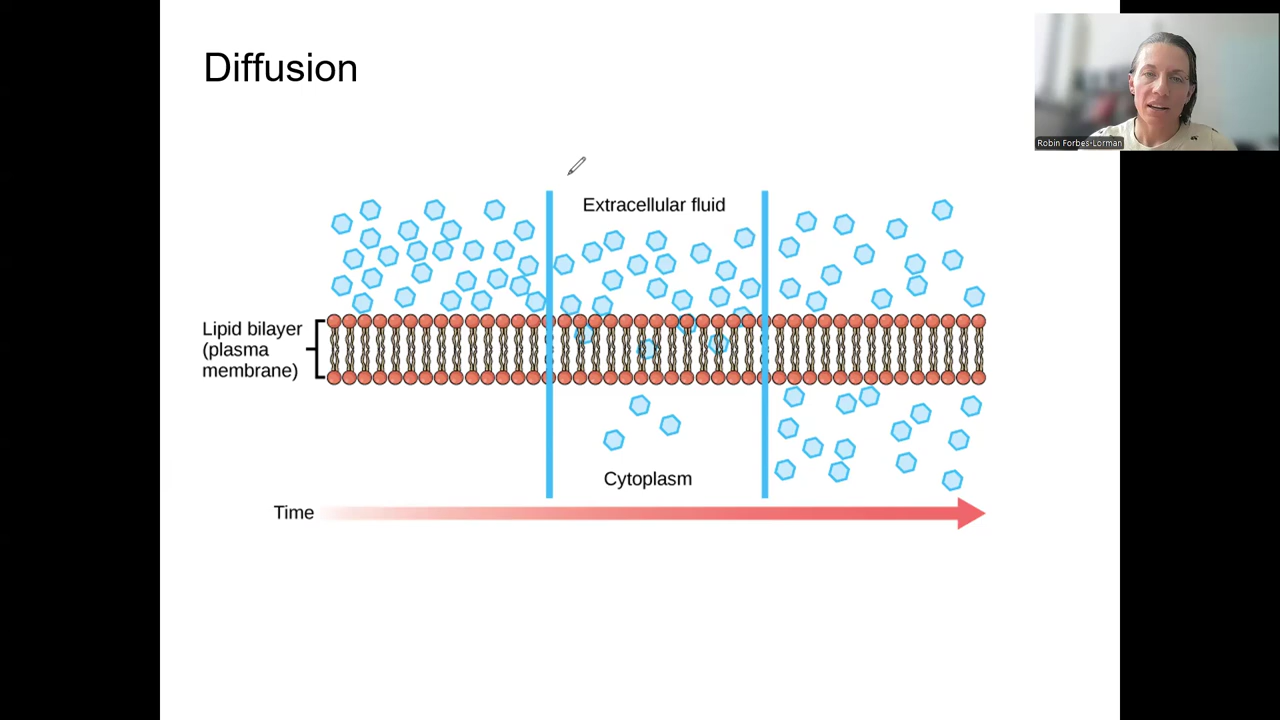 Diffusion
Robin Forbes-Lorman
Extracellular fluid
Lipid bilayer
(plasma
membrane)
Cytoplasm
Time